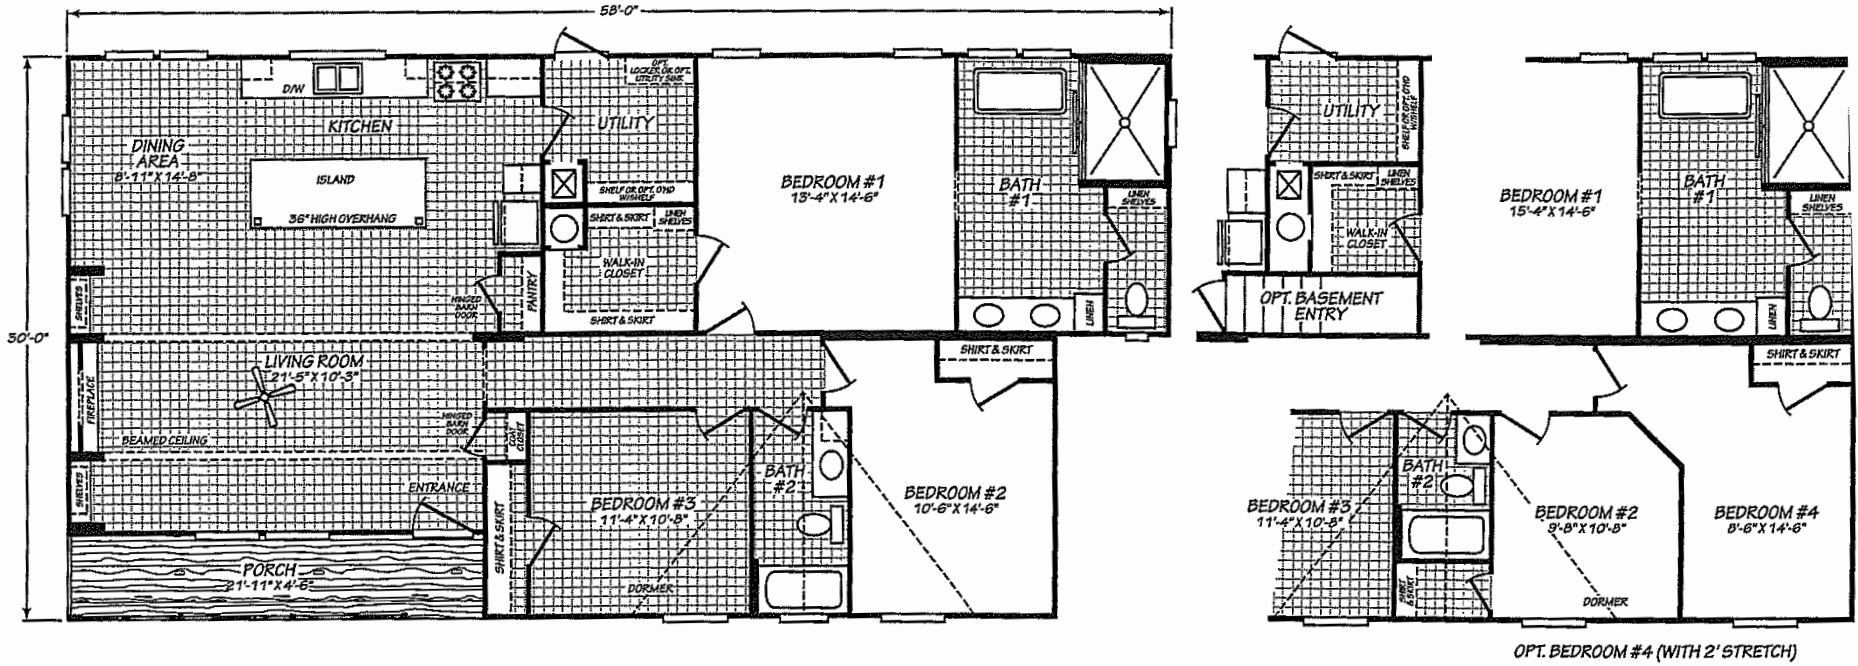 58'-0"
30'-0"
D/W
KITCHEN
DINING
AREA
8'-11" X 14'-8"
ISLAND
36" HIGH OVERHANG
OPT.
LOCKER OR OPT.
UTILITY SINK
UTILITY
SHELF OR OPT. O'HD
W/SHELF
SHIRT & SKIRT
LINEN
SHELVES
WALK-IN
CLOSET
SHIRT & SKIRT
PANTRY
HINGED
BARN
DOOR
BEDROOM #1
13'-4" X 14'-6"
BATH
#1
LINEN
SHELVES
LINEN
SHELVES
FIREPLACE
SHELVES
LIVING ROOM
21'-5" X 10'-3"
BEAMED CEILING
HINGED
BARN
DOOR
COAT
CLOSET
ENTRANCE
PORCH
21'-11" X 4'-6"
SHIRT & SKIRT
BEDROOM #3
11'-4" X 10'-8"
DORMER
BATH
#2
BEDROOM #2
10'-6" X 14'-6"
SHIRT & SKIRT
UTILITY
SHELF OR OPT. O'HD
W/SHELF
SHIRT & SKIRT
LINEN
SHELVES
WALK-IN
CLOSET
OPT. BASEMENT
ENTRY
BEDROOM #1
15'-4" X 14'-6"
BATH
#1
LINEN
SHELVES
LINEN
SHIRT & SKIRT
BEDROOM #3
11'-4" X 10'-8"
BATH
#2
SHIRT
& SKIRT
BEDROOM #2
9'-8" X 10'-8"
DORMER
BEDROOM #4
8'-6" X 14'-6"
OPT. BEDROOM #4 (WITH 2' STRETCH)